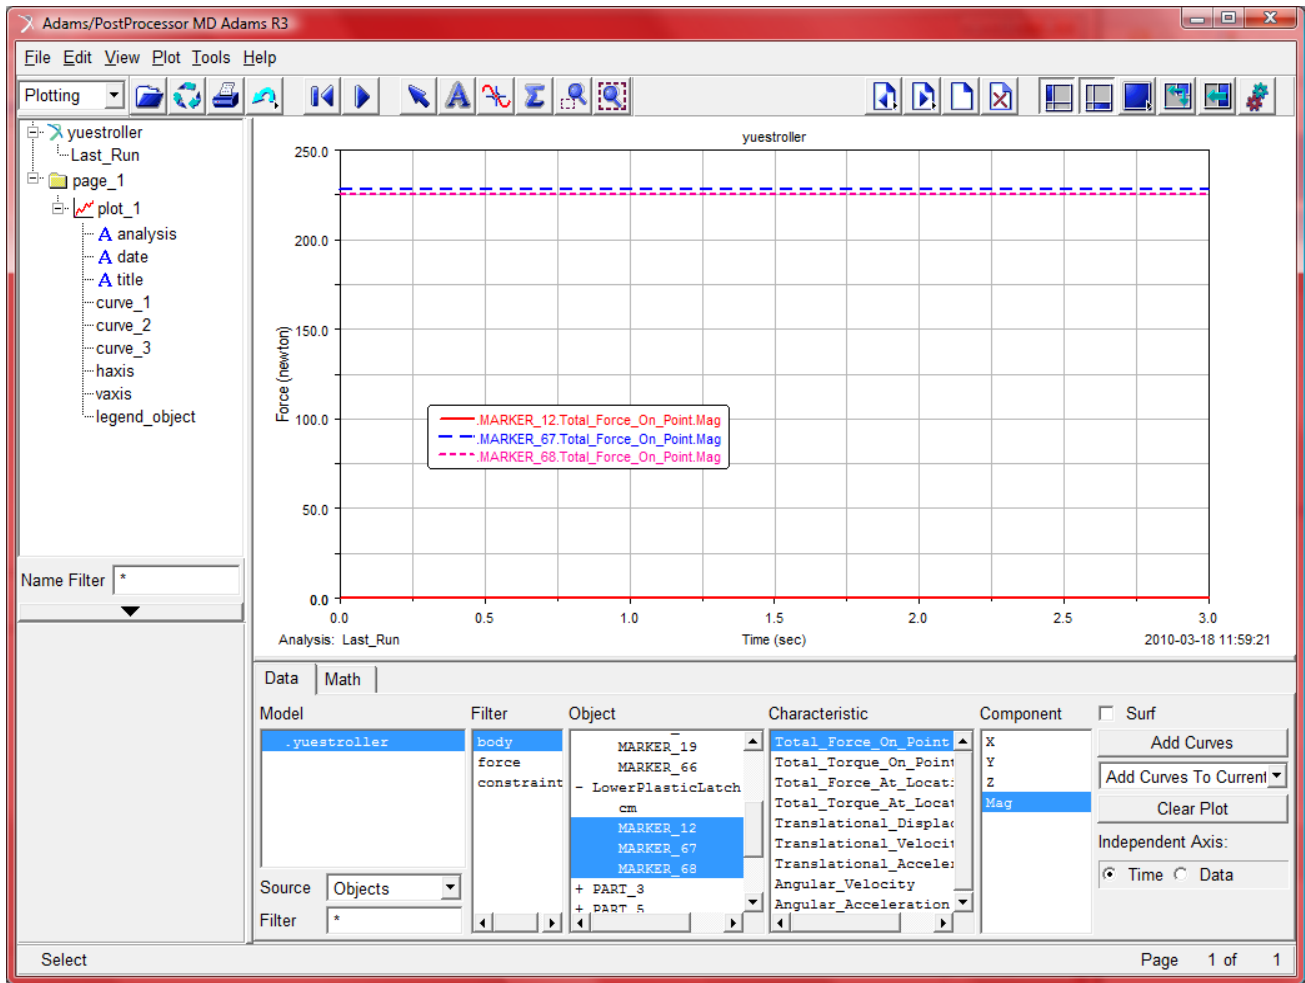 Adams/PostProcessor MD Adams R3
File Edit View Plot Tools Help
Plotting
yuestroller
Last_Run
page_1
plot_1
A analysis
A date
A title
curve_1
curve_2
curve_3
haxis
vaxis
legend_object
Name Filter *
yuestroller
250.0
200.0
150.0
100.0
50.0
0.0
Force (newton)
.MARKER_12.Total_Force_On_Point.Mag
.MARKER_67.Total_Force_On_Point.Mag
.MARKER_68.Total_Force_On_Point.Mag
0.0 0.5 1.0 1.5 2.0 2.5 3.0
Analysis: Last_Run Time (sec) 2010-03-18 11:59:21
Data Math
Model Filter Object Characteristic Component Surf
.yuestroller
Source Objects
Filter *
body
force
constraint
MARKER_19
MARKER_66
- LowerPlasticLatch
cm
MARKER_12
MARKER_67
MARKER_68
+ PART_3
+ PART_5
Total_Force_On_Point
Total_Torque_On_Point
Total_Force_At_Locat
Total_Torque_At_Locat
Translational_Displac
Translational_Velocit
Translational_Acceler
Angular_Velocity
Angular_Acceleration
X
Y
Z
Mag
Add Curves
Add Curves To Current
Clear Plot
Independent Axis:
Time Data
Select Page 1 of 1